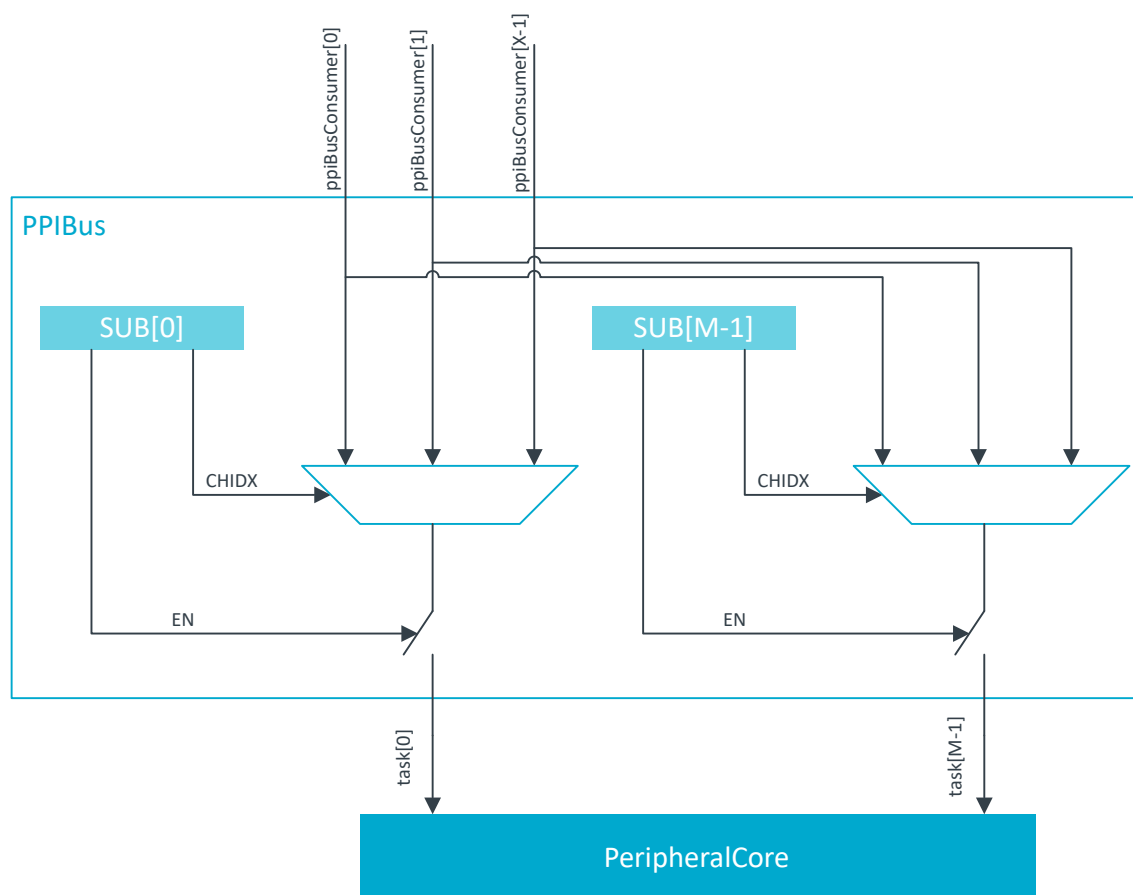 ppiBusConsumer[0]
ppiBusConsumer[1]
ppiBusConsumer[X-1]
PPIBus
SUB[0]
SUB[M-1]
CHIDX
CHIDX
EN
EN
task[0]
task[M-1]
PeripheralCore